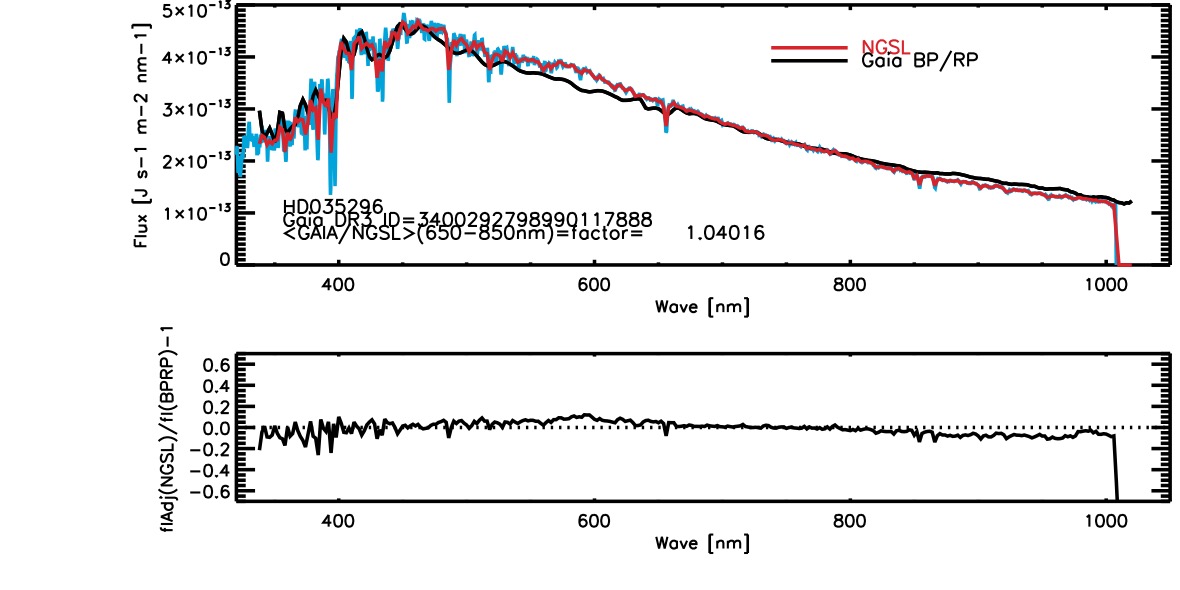 5×10−13
4×10−13
3×10−13
2×10−13
1×10−13
0
Flux [J s−1 m−2 nm−1]
NGSL
Gaia BP/RP
HD035296
Gaia DR3 ID=3400292798990117888
<GAIA/NGSL>(650−850nm)=factor= 1.04016
400 600 800 1000
Wave [nm]
flAdj(NGSL)/fl(BPRP)−1
0.6
0.4
0.2
0.0
−0.2
−0.4
−0.6
400 600 800 1000
Wave [nm]